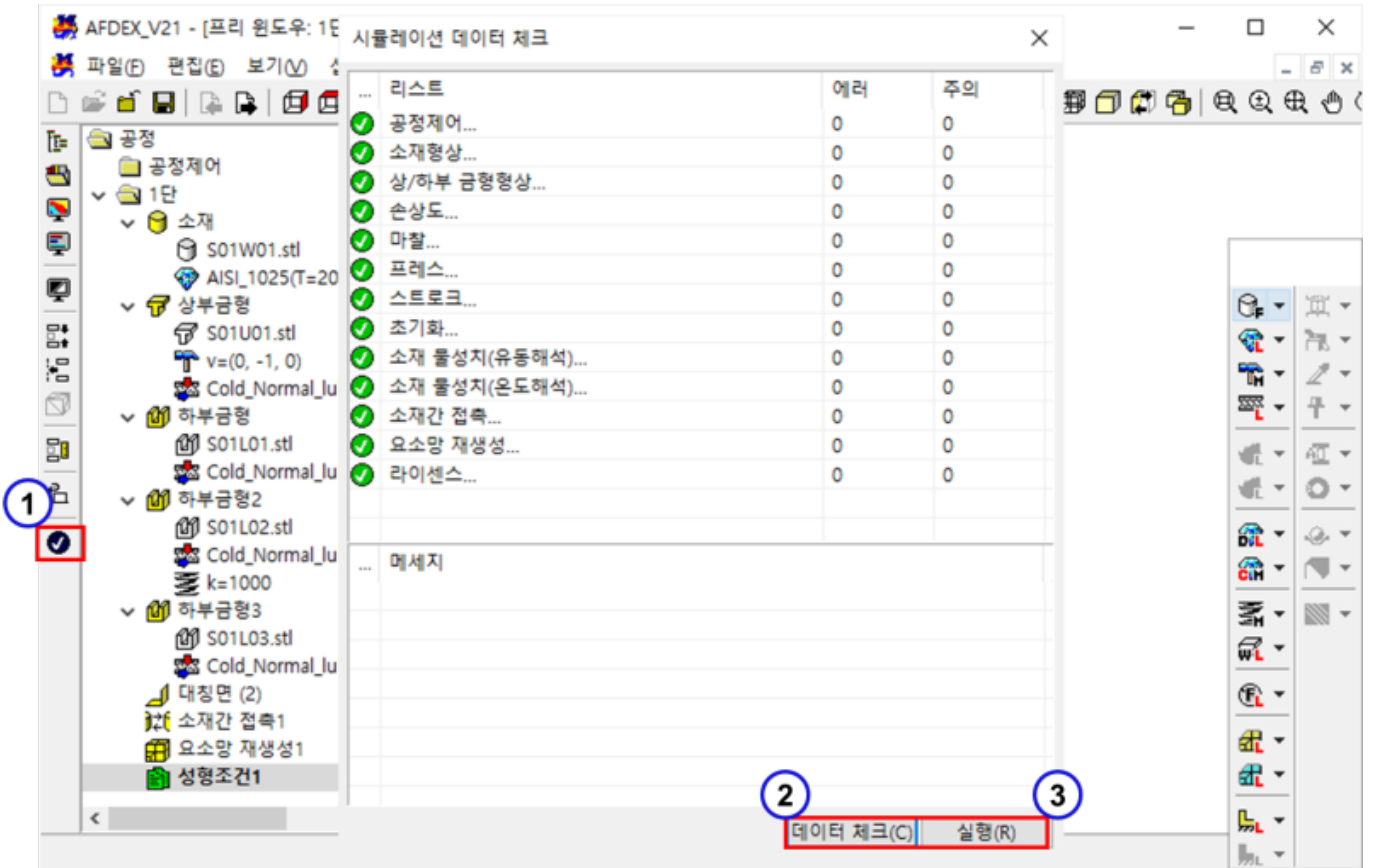 AFDEX_V21 - [프리 윈도우: 1단
파일(F) 편집(E) 보기(V)
공정
공정제어
1단
소재
S01W01.stl
AISI_1025(T=20
상부금형
S01U01.stl
v=(0, -1, 0)
Cold_Normal_lu
하부금형
S01L01.stl
Cold_Normal_lu
하부금형2
S01L02.stl
Cold_Normal_lu
k=1000
하부금형3
S01L03.stl
Cold_Normal_lu
대칭면 (2)
소재간 접촉1
요소망 재생성1
성형조건1
1
시뮬레이션 데이터 체크
... 리스트 에러 주의
공정제어... 0 0
소재형상... 0 0
상/하부 금형형상... 0 0
손상도... 0 0
마찰... 0 0
프레스... 0 0
스트로크... 0 0
초기화... 0 0
소재 물성치(유동해석)... 0 0
소재 물성치(온도해석)... 0 0
소재간 접촉... 0 0
요소망 재생성... 0 0
라이센스... 0 0
... 메세지
2 3
데이터 체크(C) 실행(R)